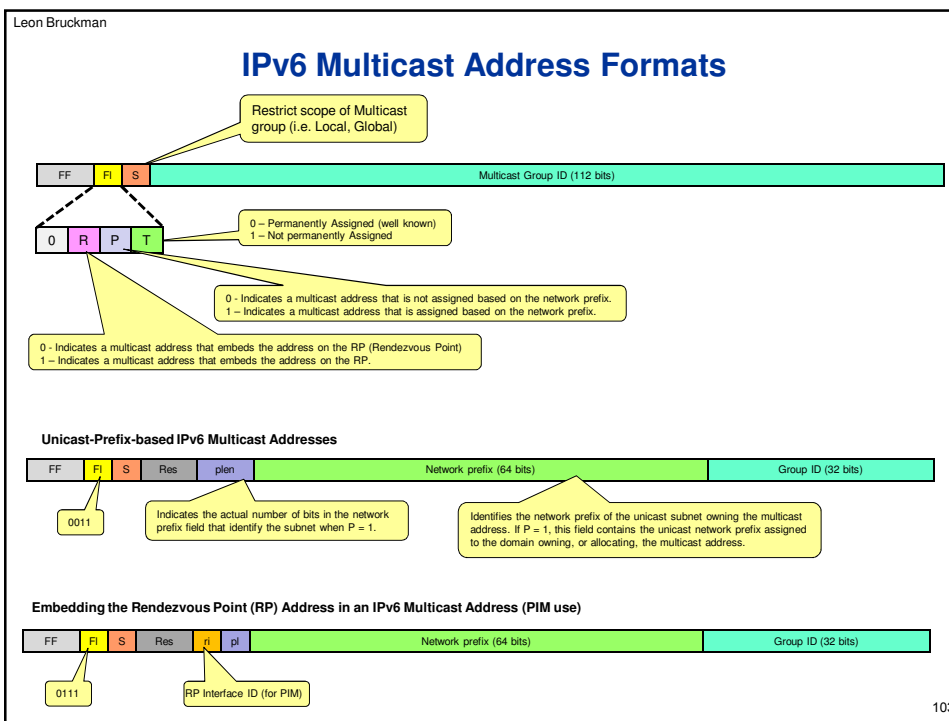 Leon Bruckman
IPv6 Multicast Address Formats
Restrict scope of Multicast
group (i.e. Local, Global)
FF Fl S Multicast Group ID (112 bits)
0 – Permanently Assigned (well known)
1 – Not permanently Assigned
0 R P T
0 - Indicates a multicast address that is not assigned based on the network prefix.
1 – Indicates a multicast address that is assigned based on the network prefix.
0 - Indicates a multicast address that embeds the address on the RP (Rendezvous Point)
1 – Indicates a multicast address that embeds the address on the RP.
Unicast-Prefix-based IPv6 Multicast Addresses
FF Fl S Res plen Network prefix (64 bits) Group ID (32 bits)
0011
Indicates the actual number of bits in the network
prefix field that identify the subnet when P = 1.
Identifies the network prefix of the unicast subnet owning the multicast
address. If P = 1, this field contains the unicast network prefix assigned
to the domain owning, or allocating, the multicast address.
Embedding the Rendezvous Point (RP) Address in an IPv6 Multicast Address (PIM use)
FF Fl S Res ri pl Network prefix (64 bits) Group ID (32 bits)
0111
RP Interface ID (for PIM)